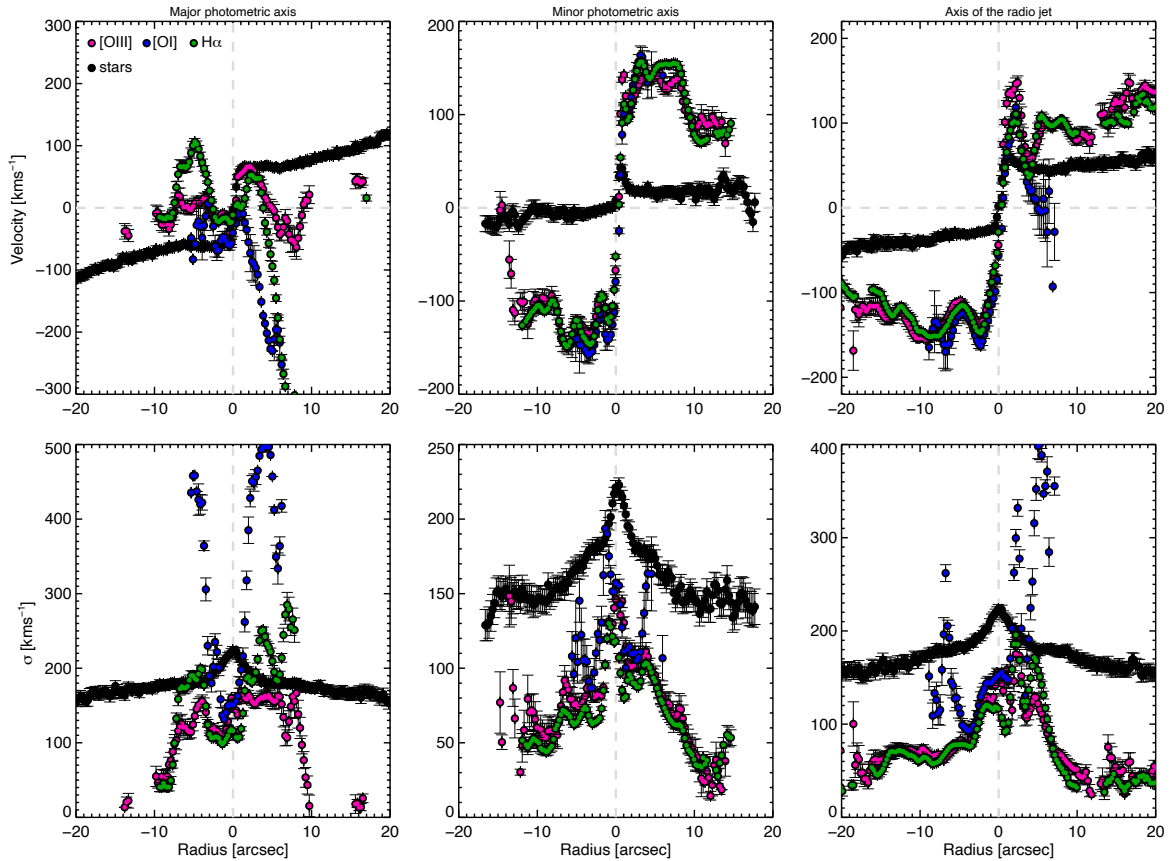 Major photometric axis
Minor photometric axis
Axis of the radio jet
[OIII] [OI] Hα
stars
Velocity [kms⁻¹]
300
200
100
0
−100
−200
−300
−20 −10 0 10 20
200
100
0
−100
−200
−20 −10 0 10 20
200
100
0
−100
−200
−20 −10 0 10 20
σ [kms⁻¹]
500
400
300
200
100
0
−20 −10 0 10 20
Radius [arcsec]
250
200
150
100
50
0
−20 −10 0 10 20
Radius [arcsec]
400
300
200
100
0
−20 −10 0 10 20
Radius [arcsec]